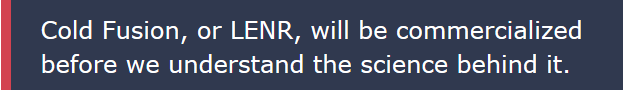 Cold Fusion, or LENR, will be commercialized
before we understand the science behind it.